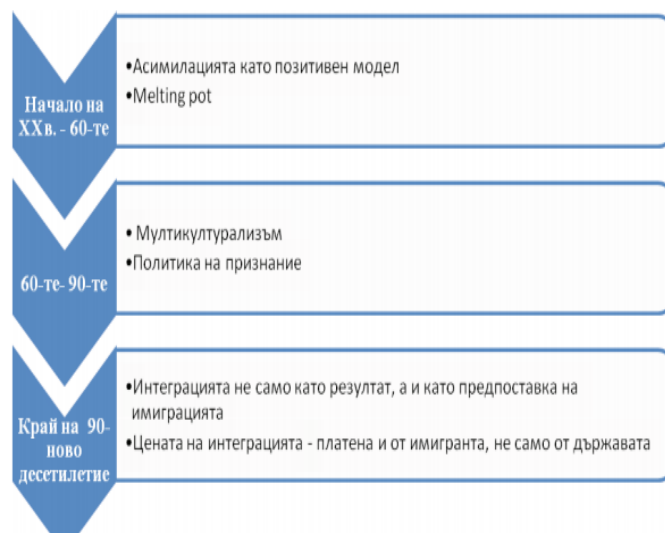 Начало на
XXв. - 60-те
•Асимилацията като позитивен модел
•Melting pot
60-те- 90-те
• Мултикултурализъм
•Политика на признание
Край на 90-
ново
десетилетие
•Интеграцията не само като резултат, а и като предпоставка на
имиграцията
•Цената на интеграцията - платена и от имигранта, не само от държавата